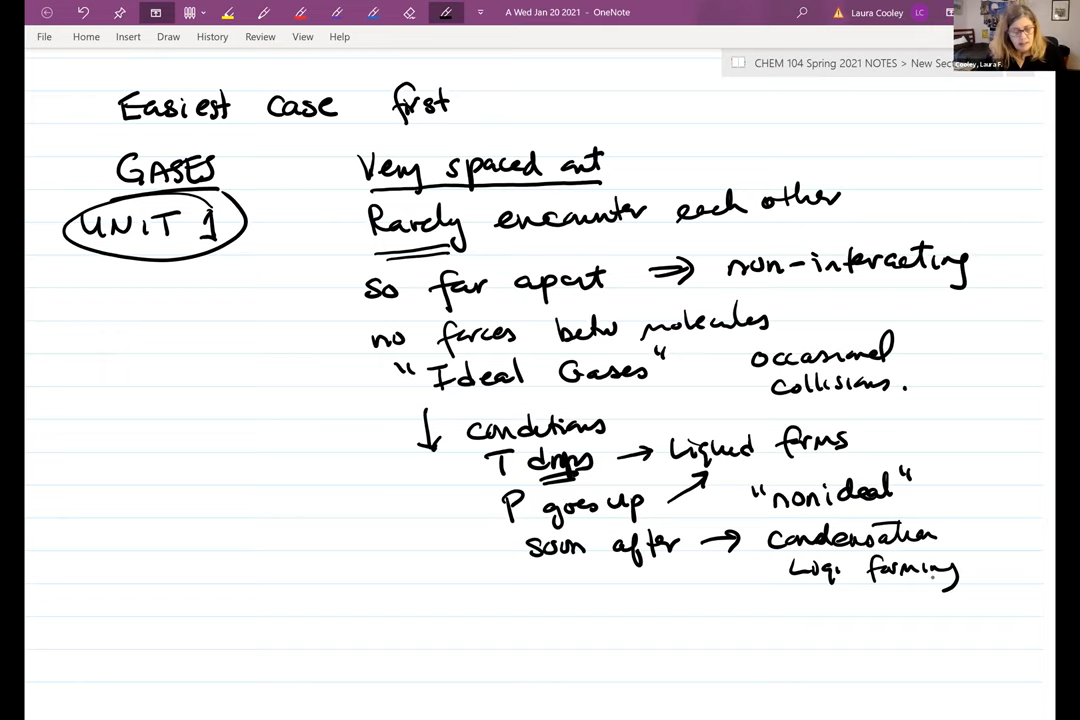 A Wed Jan 20 2021 - OneNote
Laura Cooley
LC
File Home Insert Draw History Review View Help
CHEM 104 Spring 2021 NOTES > New Sec
Cooley, Laura F.
Easiest case first
GASES Very spaced out
UNIT 1 Rarely encounter each other
so far apart ⇒ non-interacting
no forces betw molecules
"Ideal Gases" occasional
collisions.
↓ conditions
T drops → Liquid forms
P goes up ↗ "nonideal"
soon after → condensation
Liq. forming